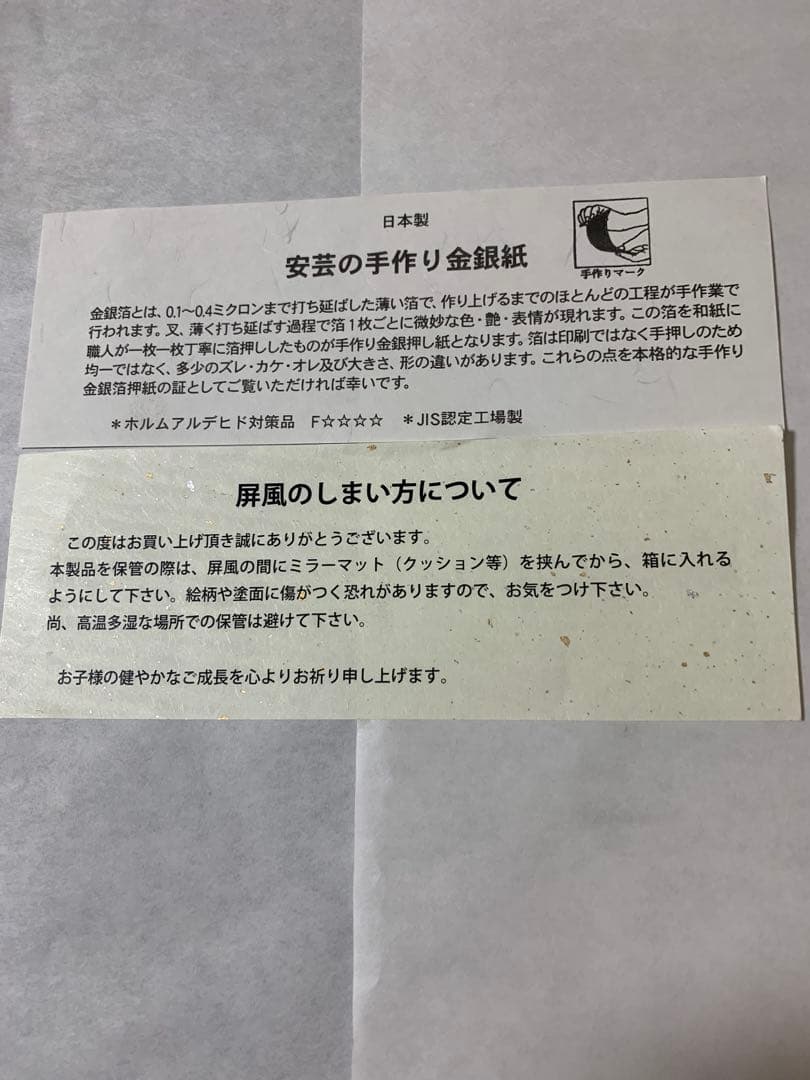 日本製
安芸の手作り金銀紙
手作りマーク
金銀箔とは、0.1〜0.4ミクロンまで打ち延ばした薄い箔で、作り上げるまでのほとんどの工程が手作業で
行われます。叉、薄く打ち延ばす過程で箔1枚ごとに微妙な色・艶・表情が現れます。この箔を和紙に
職人が一枚一枚丁寧に箔押ししたものが手作り金銀押し紙となります。箔は印刷ではなく手押しのため
均一ではなく、多少のズレ・カケ・オレ及び大きさ、形の違いがあります。これらの点を本格的な手作り
金銀箔押紙の証としてご覧いただければ幸いです。
＊ホルムアルデヒド対策品　F☆☆☆☆　＊JIS認定工場製
屏風のしまい方について
この度はお買い上げ頂き誠にありがとうございます。
本製品を保管の際は、屏風の間にミラーマット（クッション等）を挟んでから、箱に入れる
ようにして下さい。絵柄や塗面に傷がつく恐れがありますので、お気をつけ下さい。
尚、高温多湿な場所での保管は避けて下さい。
お子様の健やかなご成長を心よりお祈り申し上げます。